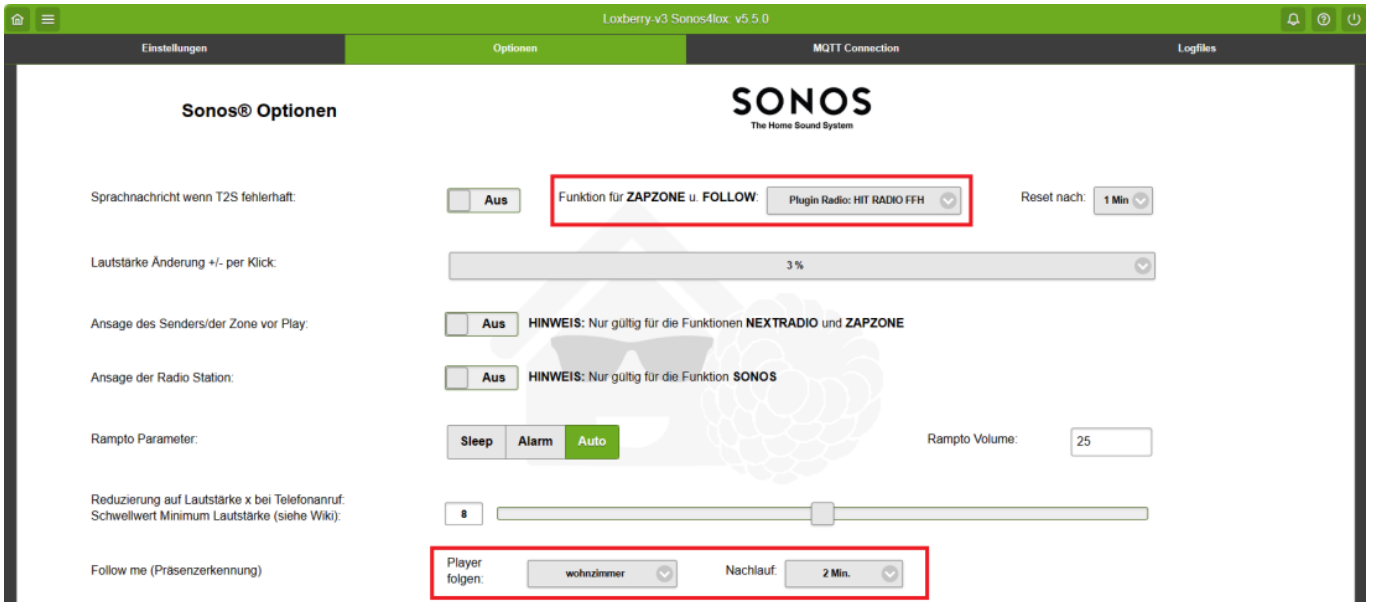 Loxberry-v3 Sonos4lox: v5.5.0
Einstellungen
Optionen
MQTT Connection
Logfiles
Sonos® Optionen
SONOS
The Home Sound System
Sprachnachricht wenn T2S fehlerhaft:
Aus
Funktion für ZAPZONE u. FOLLOW:
Plugin Radio: HIT RADIO FFH
Reset nach:
1 Min
Lautstärke Änderung +/- per Klick:
3 %
Ansage des Senders/der Zone vor Play:
Aus
HINWEIS: Nur gültig für die Funktionen NEXTRADIO und ZAPZONE
Ansage der Radio Station:
Aus
HINWEIS: Nur gültig für die Funktion SONOS
Rampto Parameter:
Sleep
Alarm
Auto
Rampto Volume:
25
Reduzierung auf Lautstärke x bei Telefonanruf:
Schwellwert Minimum Lautstärke (siehe Wiki):
8
Follow me (Präsenzerkennung)
Player
folgen:
wohnzimmer
Nachlauf:
2 Min.